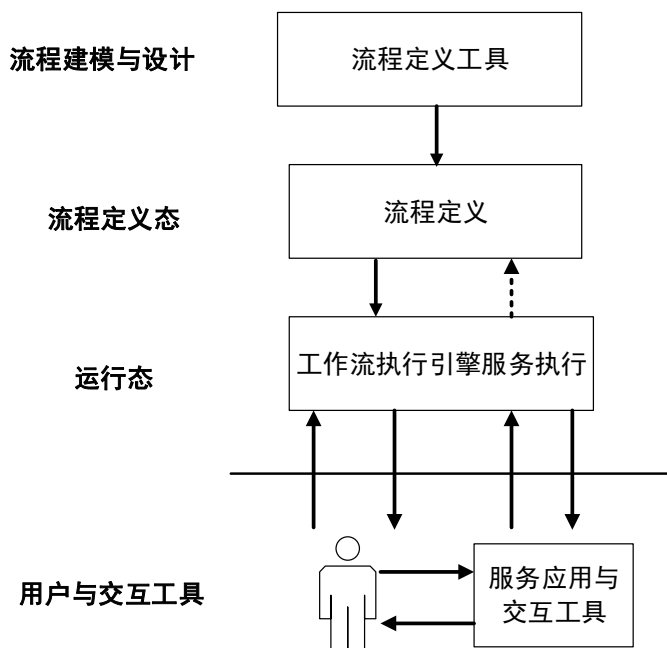 流程建模与设计
流程定义工具
流程定义态
流程定义
运行态
工作流执行引擎服务执行
用户与交互工具
服务应用与
交互工具